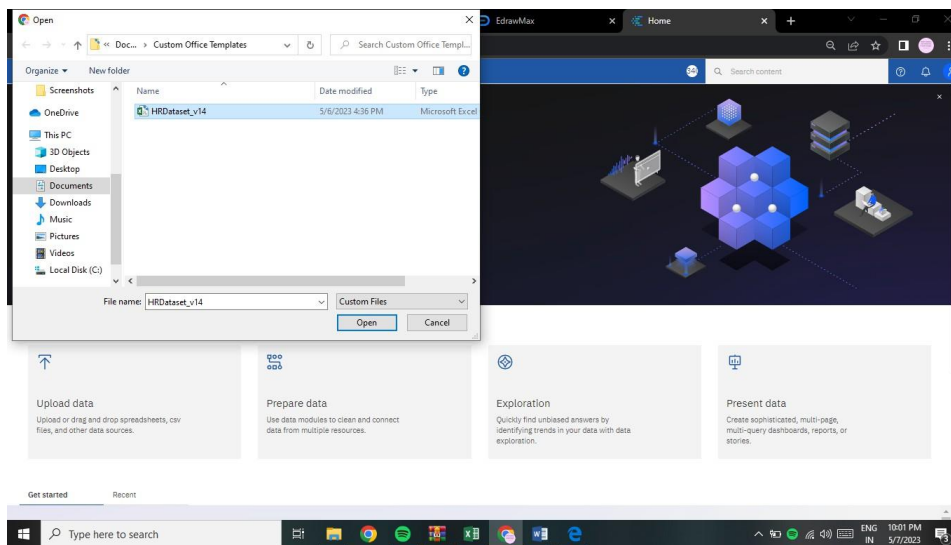 Open
EdrawMax
Home
« Doc... › Custom Office Templates
Search Custom Office Templ...
Organize
New folder
Search content
Screenshots
OneDrive
This PC
3D Objects
Desktop
Documents
Downloads
Music
Pictures
Videos
Local Disk (C:)
Name
Date modified
Type
HRDataset_v14
5/6/2023 4:36 PM
Microsoft Excel
File name:
HRDataset_v14
Custom Files
Open
Cancel
Upload data
Upload or drag and drop spreadsheets, csv
files, and other data sources.
Prepare data
Use data modules to clean and connect
data from multiple resources.
Exploration
Quickly find unbiased answers by
identifying trends in your data with data
exploration.
Present data
Create sophisticated, multi-page,
multi-query dashboards, reports, or
stories.
Get started
Recent
Type here to search
ENG
IN
10:01 PM
5/7/2023